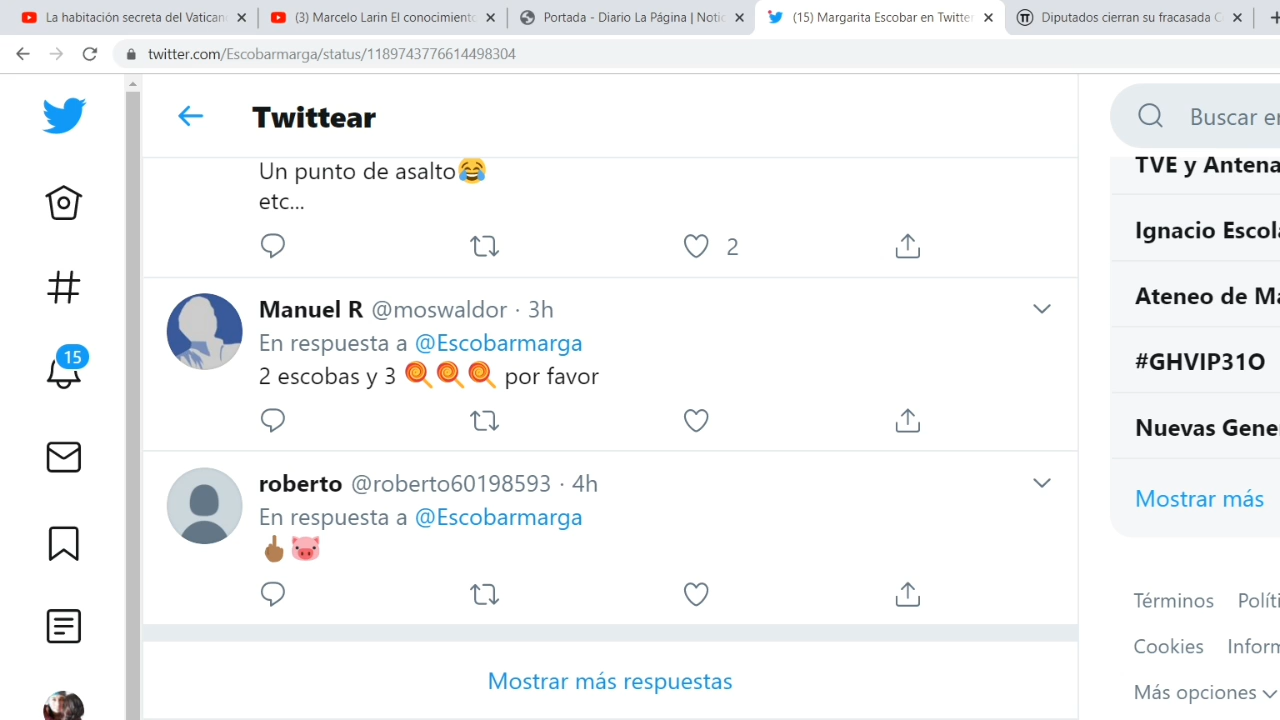 La habitación secreta del Vatican
(3) Marcelo Larin El conocimiento
Portada - Diario La Página | Notic
(15) Margarita Escobar en Twitter
Diputados cierran su fracasada C
twitter.com/Escobarmarga/status/1189743776614498304
Twittear
Buscar en
Un punto de asalto😂
etc...
2
Manuel R @moswaldor · 3h
En respuesta a @Escobarmarga
2 escobas y 3 🍭🍭🍭 por favor
roberto @roberto60198593 · 4h
En respuesta a @Escobarmarga
🖕🏾🐷
Mostrar más respuestas
15
TVE y Antena
Ignacio Escola
Ateneo de Ma
#GHVIP31O
Nuevas Gene
Mostrar más
Términos Políti
Cookies Inform
Más opciones